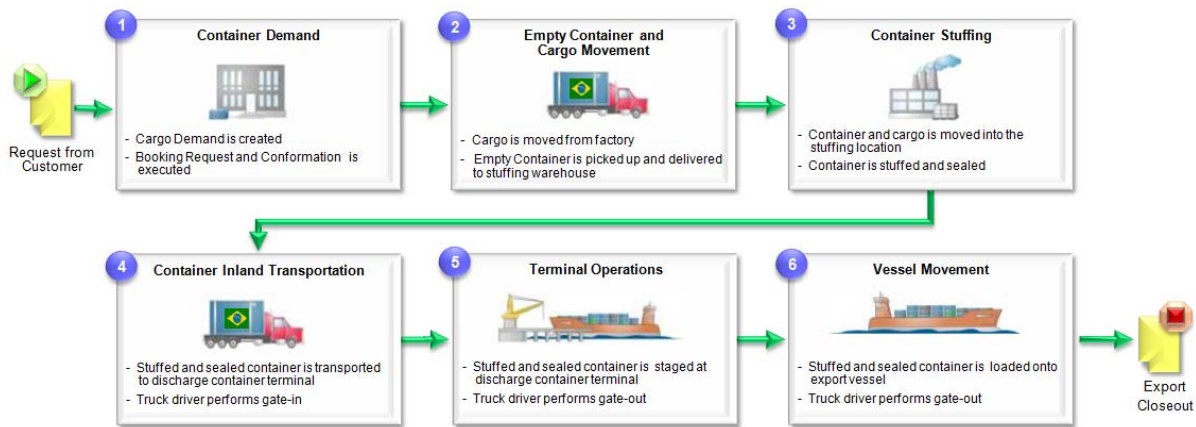 1
Container Demand
- Cargo Demand is created
- Booking Request and Conformation is
executed
2
Empty Container and
Cargo Movement
- Cargo is moved from factory
- Empty Container is picked up and delivered
to stuffing warehouse
3
Container Stuffing
- Container and cargo is moved into the
stuffing location
- Container is stuffed and sealed
Request from
Customer
4
Container Inland Transportation
- Stuffed and sealed container is transported
to discharge container terminal
- Truck driver performs gate-in
5
Terminal Operations
- Stuffed and sealed container is staged at
discharge container terminal
- Truck driver performs gate-out
6
Vessel Movement
- Stuffed and sealed container is loaded onto
export vessel
- Truck driver performs gate-out
Export
Closeout